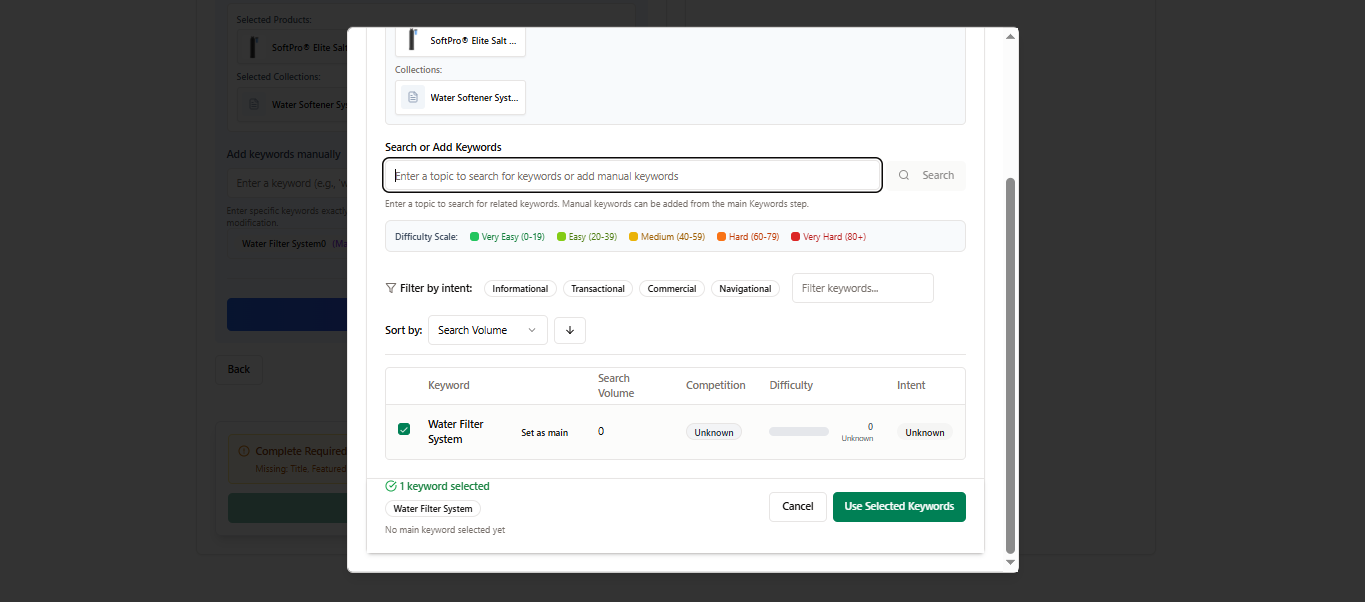 Selected Products:
SoftPro® Elite Salt
Selected Collections:
Water Softener Sys
Add keywords manually
Enter a keyword (e.g., 'w
Enter specific keywords exactly
modification.
Water Filter System0 (Ma
Back
Complete Required
Missing: Title, Featured
SoftPro® Elite Salt ...
Collections:
Water Softener Syst...
Search or Add Keywords
Enter a topic to search for keywords or add manual keywords
Search
Enter a topic to search for related keywords. Manual keywords can be added from the main Keywords step.
Difficulty Scale: Very Easy (0-19) Easy (20-39) Medium (40-59) Hard (60-79) Very Hard (80+)
Filter by intent: Informational Transactional Commercial Navigational Filter keywords...
Sort by: Search Volume
Keyword Search Volume Competition Difficulty Intent
Water Filter System Set as main 0 Unknown 0 Unknown Unknown
1 keyword selected
Water Filter System
No main keyword selected yet
Cancel Use Selected Keywords